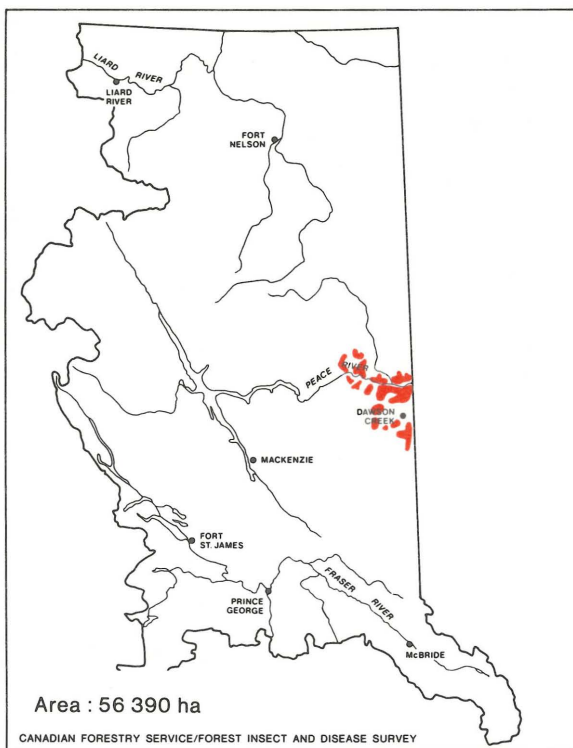 LIARD RIVER
LIARD
RIVER
FORT
NELSON
PEACE RIVER
DAWSON
CREEK
MACKENZIE
FORT
ST. JAMES
PRINCE
GEORGE
FRASER RIVER
McBRIDE
Area : 56 390 ha
CANADIAN FORESTRY SERVICE/FOREST INSECT AND DISEASE SURVEY